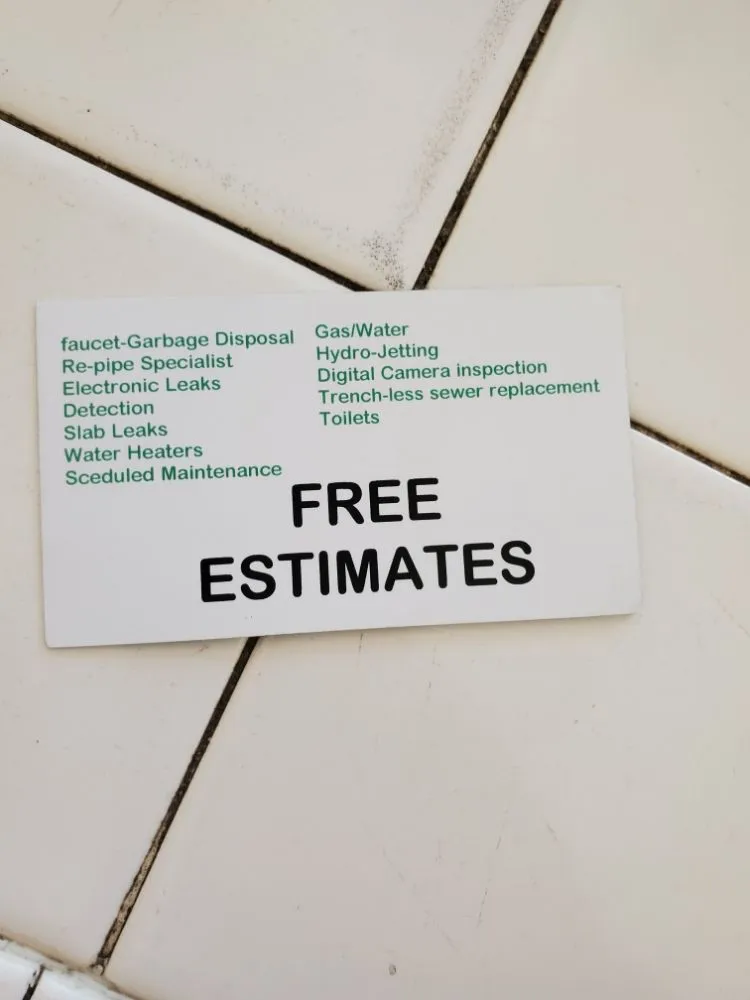 faucet-Garbage Disposal
Re-pipe Specialist
Electronic Leaks
Detection
Slab Leaks
Water Heaters
Sceduled Maintenance
Gas/Water
Hydro-Jetting
Digital Camera inspection
Trench-less sewer replacement
Toilets
FREE
ESTIMATES